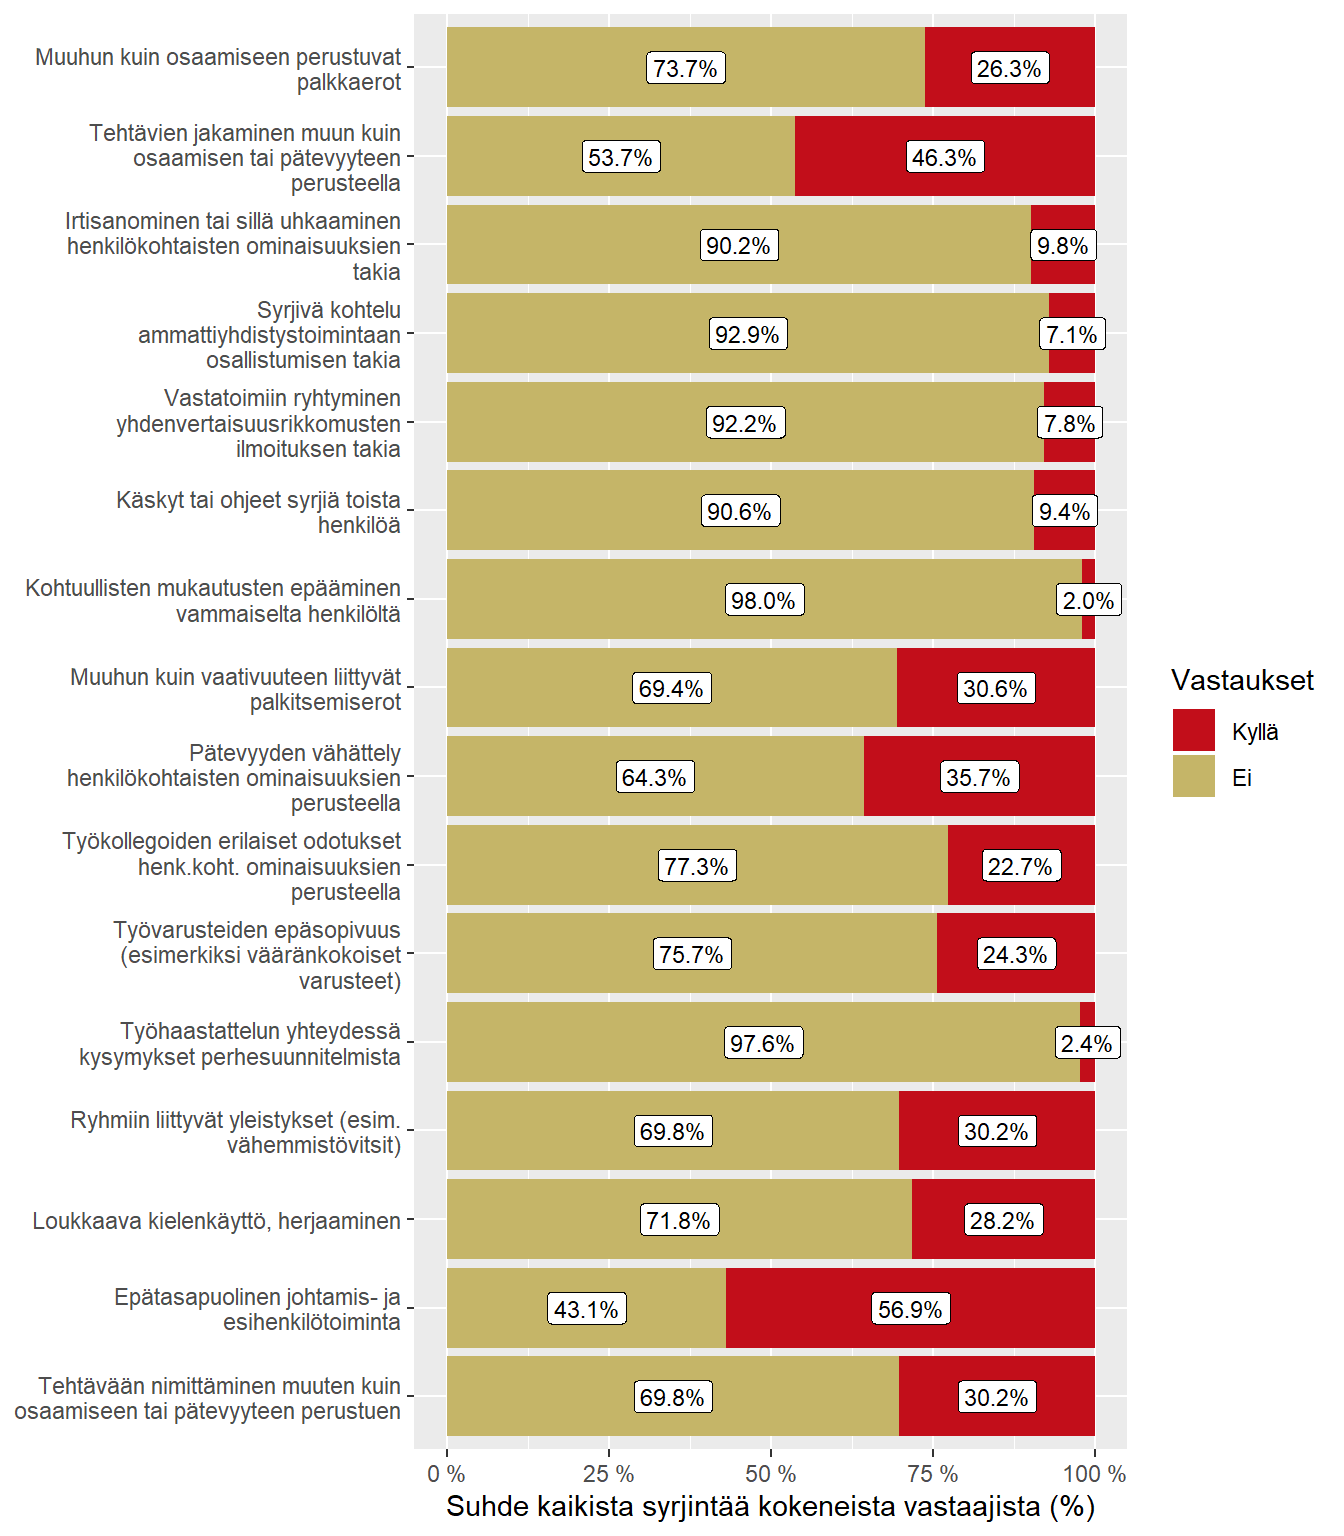 Muuhun kuin osaamiseen perustuvat
palkkaerot
73.7%
26.3%
Tehtävien jakaminen muun kuin
osaamisen tai pätevyyteen
perusteella
53.7%
46.3%
Irtisanominen tai sillä uhkaaminen
henkilökohtaisten ominaisuuksien
takia
90.2%
9.8%
Syrjivä kohtelu
ammattiyhdistystoimintaan
osallistumisen takia
92.9%
7.1%
Vastatoimiin ryhtyminen
yhdenvertaisuusrikkomusten
ilmoituksen takia
92.2%
7.8%
Käskyt tai ohjeet syrjiä toista
henkilöä
90.6%
9.4%
Kohtuullisten mukautusten epääminen
vammaiselta henkilöltä
98.0%
2.0%
Muuhun kuin vaativuuteen liittyvät
palkitsemiserot
69.4%
30.6%
Pätevyyden vähättely
henkilökohtaisten ominaisuuksien
perusteella
64.3%
35.7%
Työkollegoiden erilaiset odotukset
henk.koht. ominaisuuksien
perusteella
77.3%
22.7%
Työvarusteiden epäsopivuus
(esimerkiksi vääränkokoiset
varusteet)
75.7%
24.3%
Työhaastattelun yhteydessä
kysymykset perhesuunnitelmista
97.6%
2.4%
Ryhmiin liittyvät yleistykset (esim.
vähemmistövitsit)
69.8%
30.2%
Loukkaava kielenkäyttö, herjaaminen
71.8%
28.2%
Epätasapuolinen johtamis- ja
esihenkilötoiminta
43.1%
56.9%
Tehtävään nimittäminen muuten kuin
osaamiseen tai pätevyyteen perustuen
69.8%
30.2%
0 %
25 %
50 %
75 %
100 %
Suhde kaikista syrjintää kokeneista vastaajista (%)
Vastaukset
Kyllä
Ei